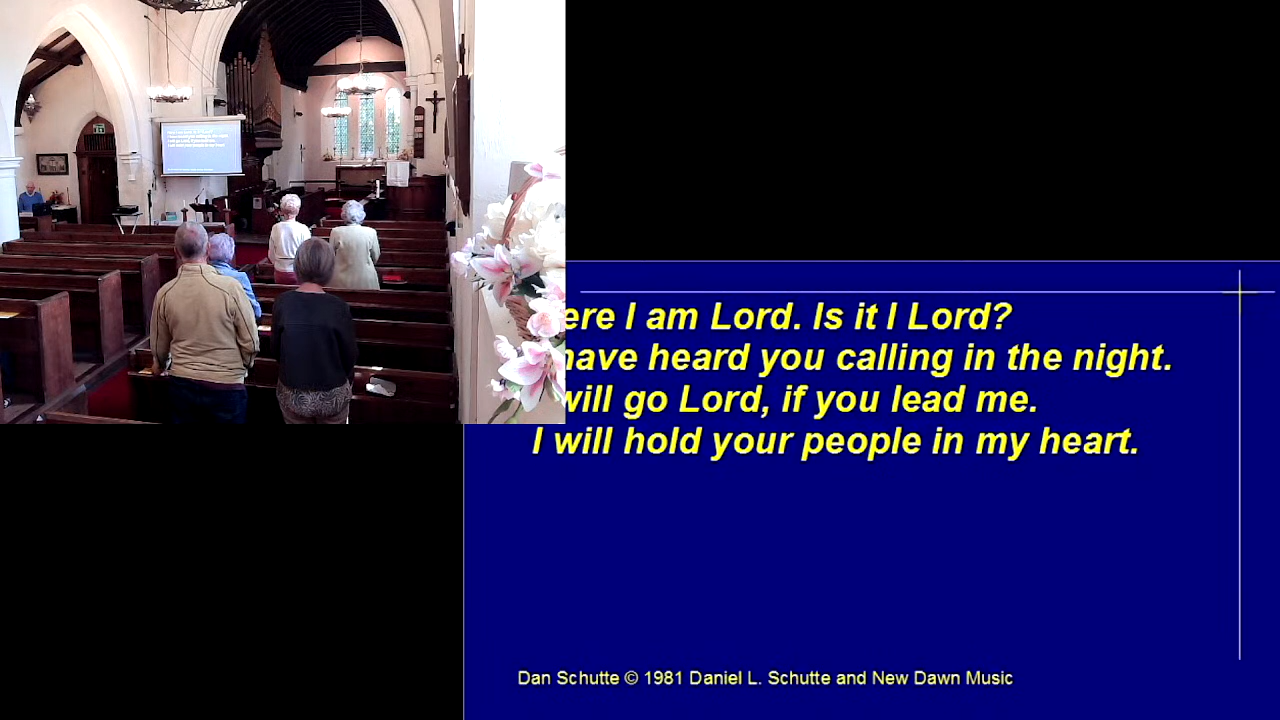 ere I am Lord. Is it I Lord?
have heard you calling in the night.
will go Lord, if you lead me.
I will hold your people in my heart.
Dan Schutte © 1981 Daniel L. Schutte and New Dawn Music